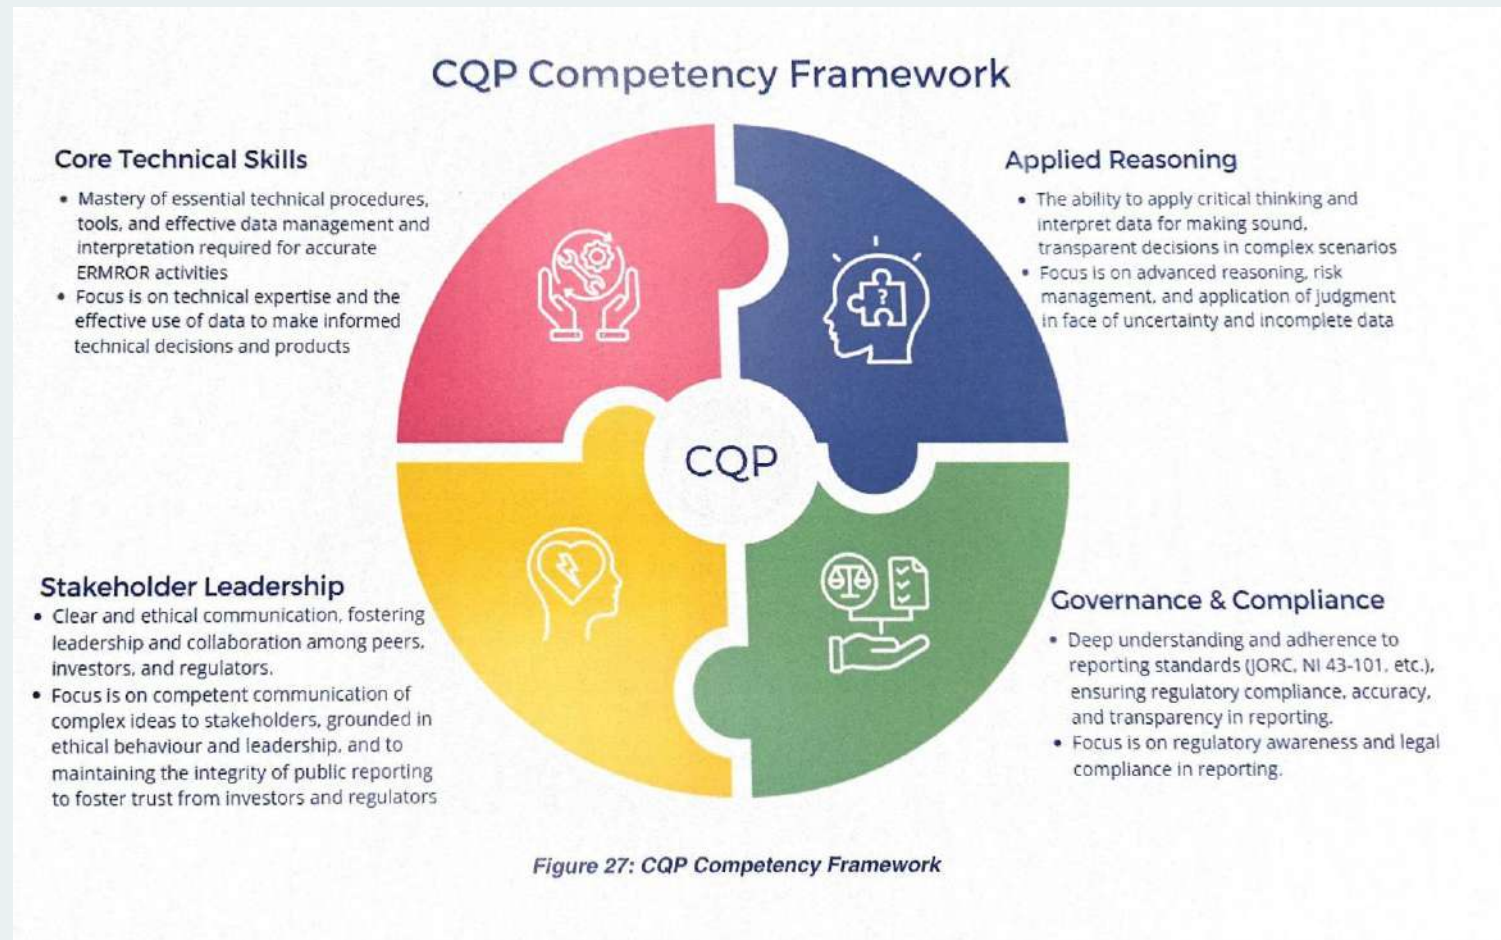 CQP Competency Framework
Core Technical Skills
• Mastery of essential technical procedures,
tools, and effective data management and
interpretation required for accurate
ERMROR activities
• Focus is on technical expertise and the
effective use of data to make informed
technical decisions and products
Applied Reasoning
• The ability to apply critical thinking and
interpret data for making sound,
transparent decisions in complex scenarios
• Focus is on advanced reasoning, risk
management, and application of judgment
in face of uncertainty and incomplete data
?
CQP
Stakeholder Leadership
• Clear and ethical communication, fostering
leadership and collaboration among peers,
investors, and regulators.
• Focus is on competent communication of
complex ideas to stakeholders, grounded in
ethical behaviour and leadership, and to
maintaining the integrity of public reporting
to foster trust from investors and regulators
Governance & Compliance
• Deep understanding and adherence to
reporting standards (JORC, NI 43-101, etc.),
ensuring regulatory compliance, accuracy,
and transparency in reporting.
• Focus is on regulatory awareness and legal
compliance in reporting.
Figure 27: CQP Competency Framework